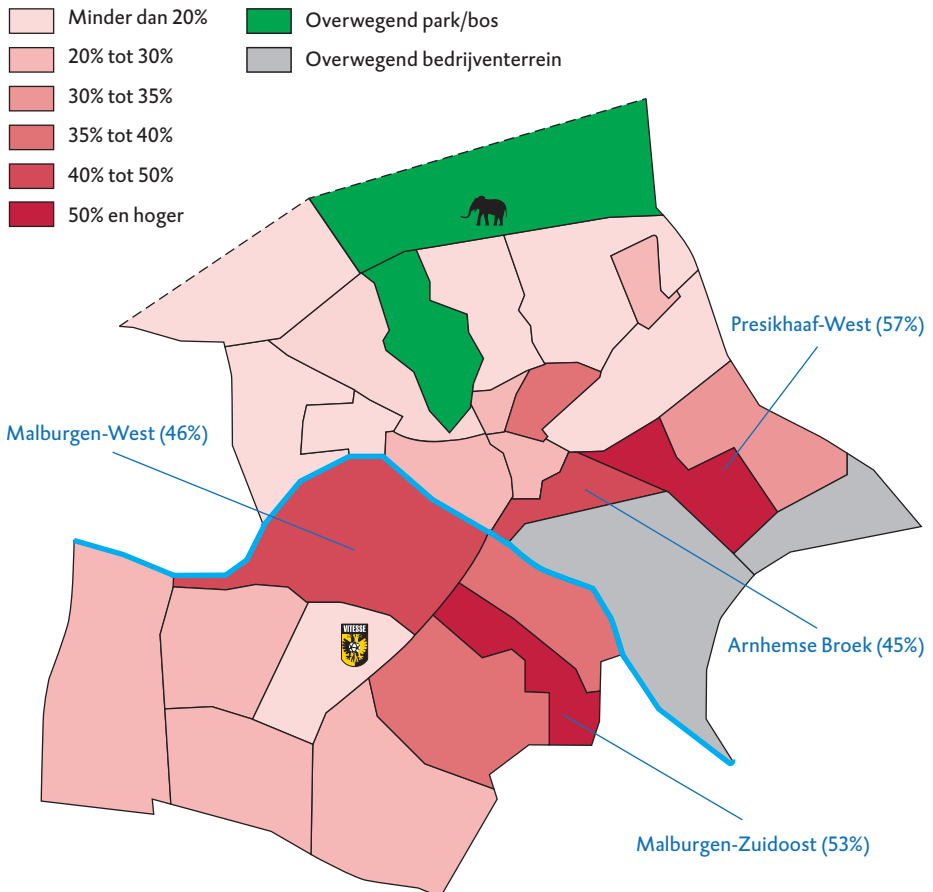 Minder dan 20%
20% tot 30%
30% tot 35%
35% tot 40%
40% tot 50%
50% en hoger
Overwegend park/bos
Overwegend bedrijventerrein
Presikhaaf-West (57%)
Malburgen-West (46%)
VITESSE
Arnhemse Broek (45%)
Malburgen-Zuidoost (53%)